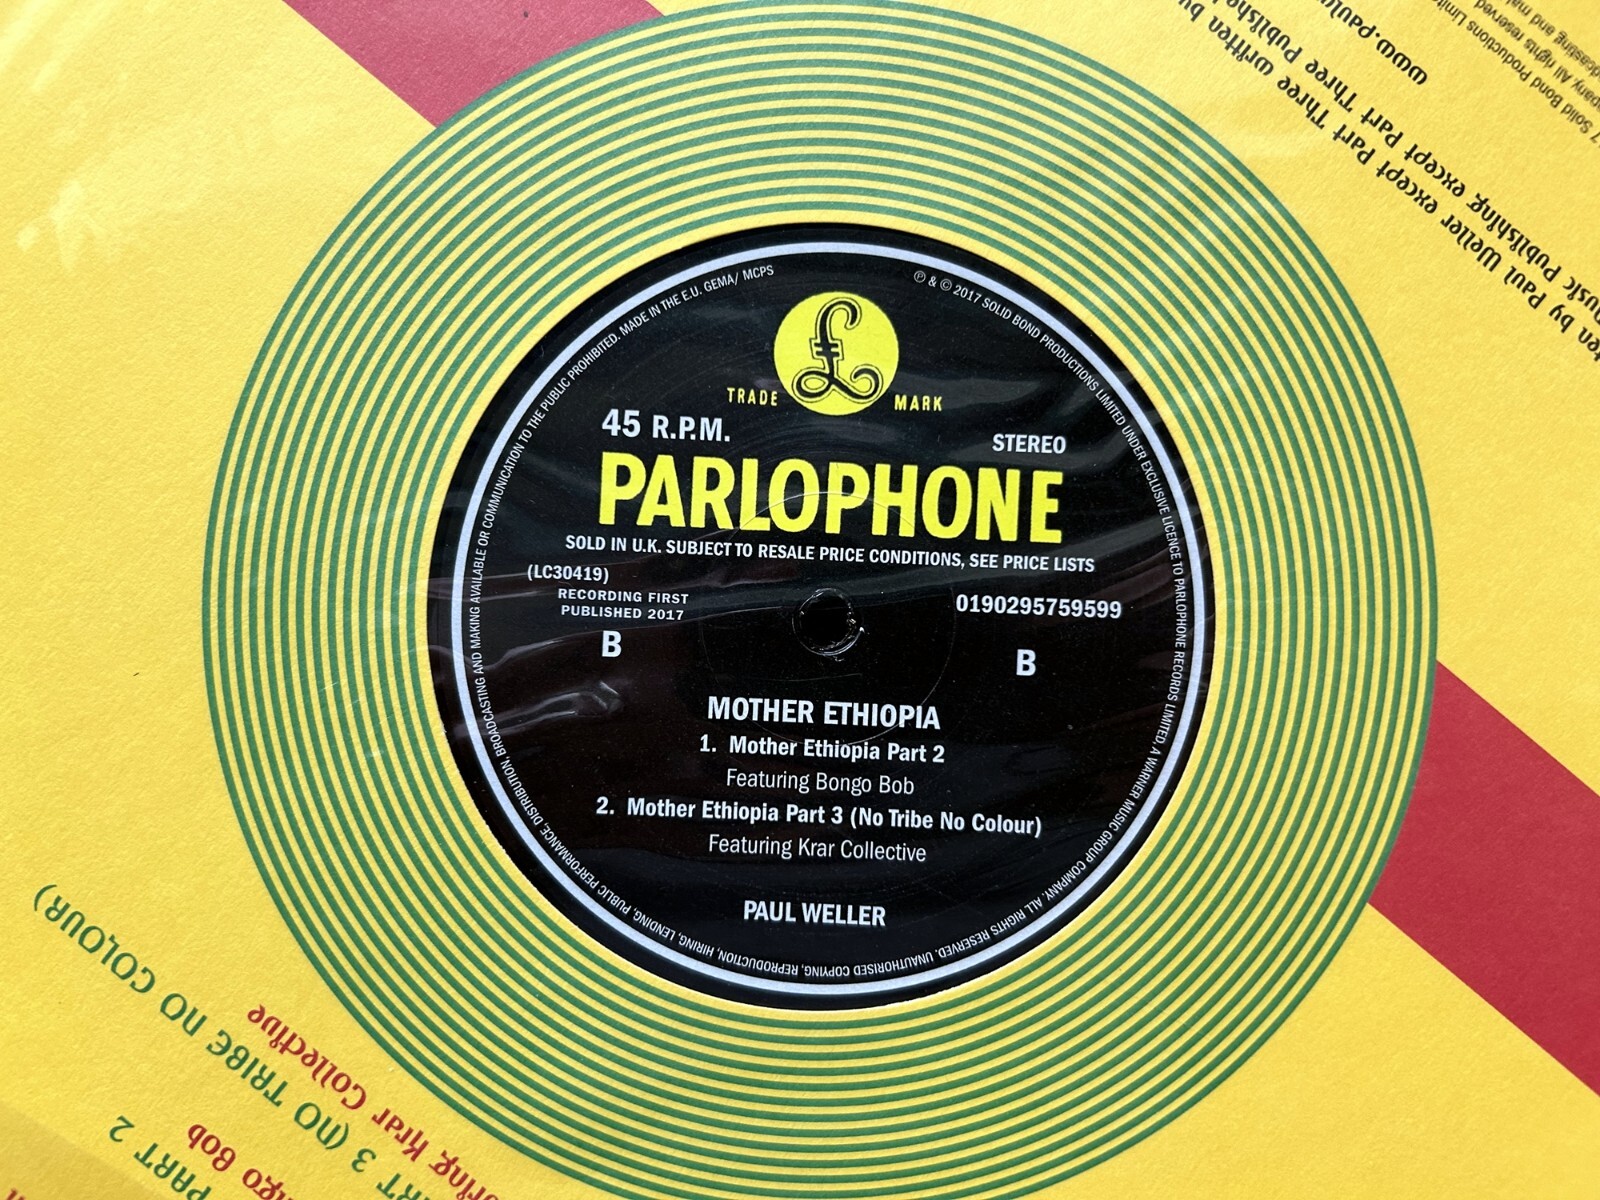 ℗ & © 2017 SOLID BOND PRODUCTIONS LIMITED UNDER EXCLUSIVE LICENCE TO PARLOPHONE RECORDS LIMITED, A WARNER MUSIC GROUP COMPANY. ALL RIGHTS RESERVED. UNAUTHORISED COPYING, REPRODUCTION, HIRING, LENDING, PUBLIC PERFORMANCE, DISTRIBUTION, BROADCASTING AND MAKING AVAILABLE OR COMMUNICATION TO THE PUBLIC PROHIBITED. MADE IN THE E.U. GEMA/ MCPS
£
TRADE MARK
45 R.P.M. STEREO
PARLOPHONE
SOLD IN U.K. SUBJECT TO RESALE PRICE CONDITIONS, SEE PRICE LISTS
(LC30419)
RECORDING FIRST
PUBLISHED 2017
0190295759599
B B
MOTHER ETHIOPIA
1. Mother Ethiopia Part 2
Featuring Bongo Bob
2. Mother Ethiopia Part 3 (No Tribe No Colour)
Featuring Krar Collective
PAUL WELLER
PART 2
Bob
3 (NO TRIBE NO COLOUR)
Krar Collective
by Paul Weller except Part Three written by
Publishing, except Part Three
www.
Solid Bond Productions
All rights reserved